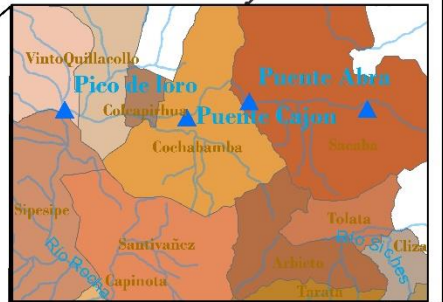 VintoQuillacollo
Pico de loro
Puente Abra
Colcapirhua
Puente Cajon
Cochabamba
Sacaba
Sipesipe
Tolata
Santivañez
Rio Siches
Cliza
Rio Rocha
Arbieto
Capinota
Tarata